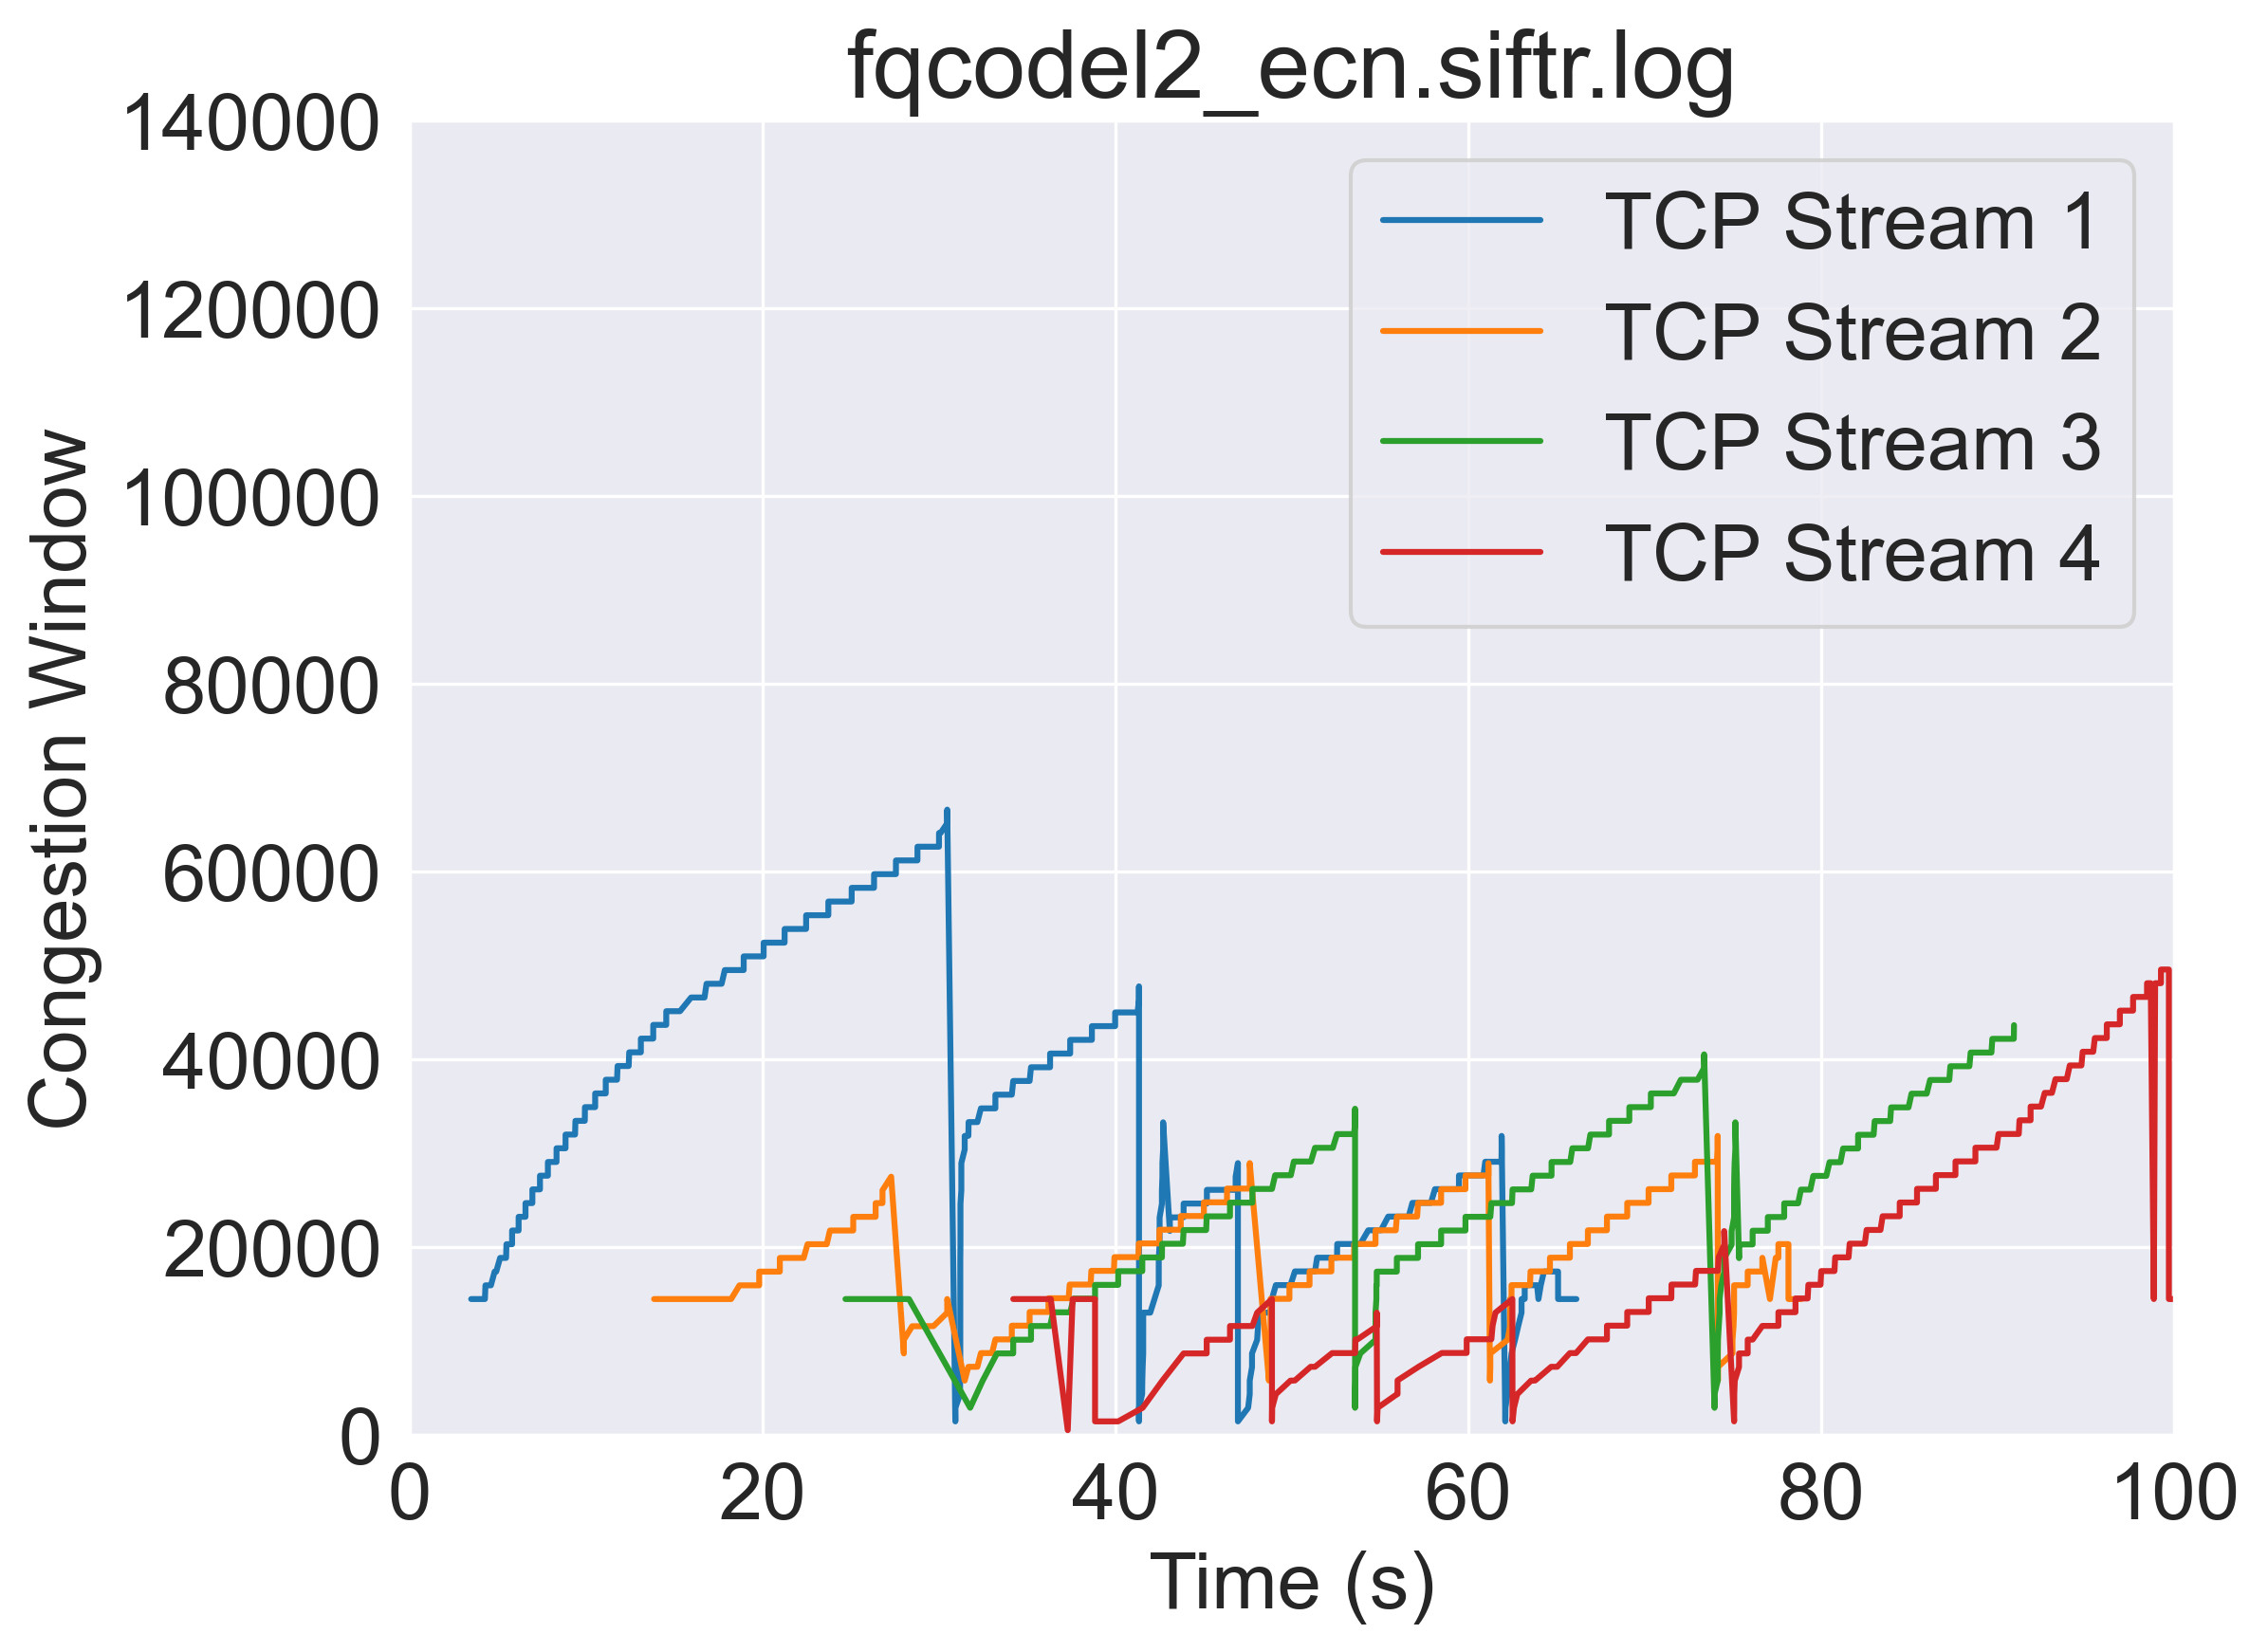 fqcodel2_ecn.siftr.log
140000
120000
100000
80000
60000
40000
20000
0
Congestion Window
TCP Stream 1
TCP Stream 2
TCP Stream 3
TCP Stream 4
0 20 40 60 80 100
Time (s)